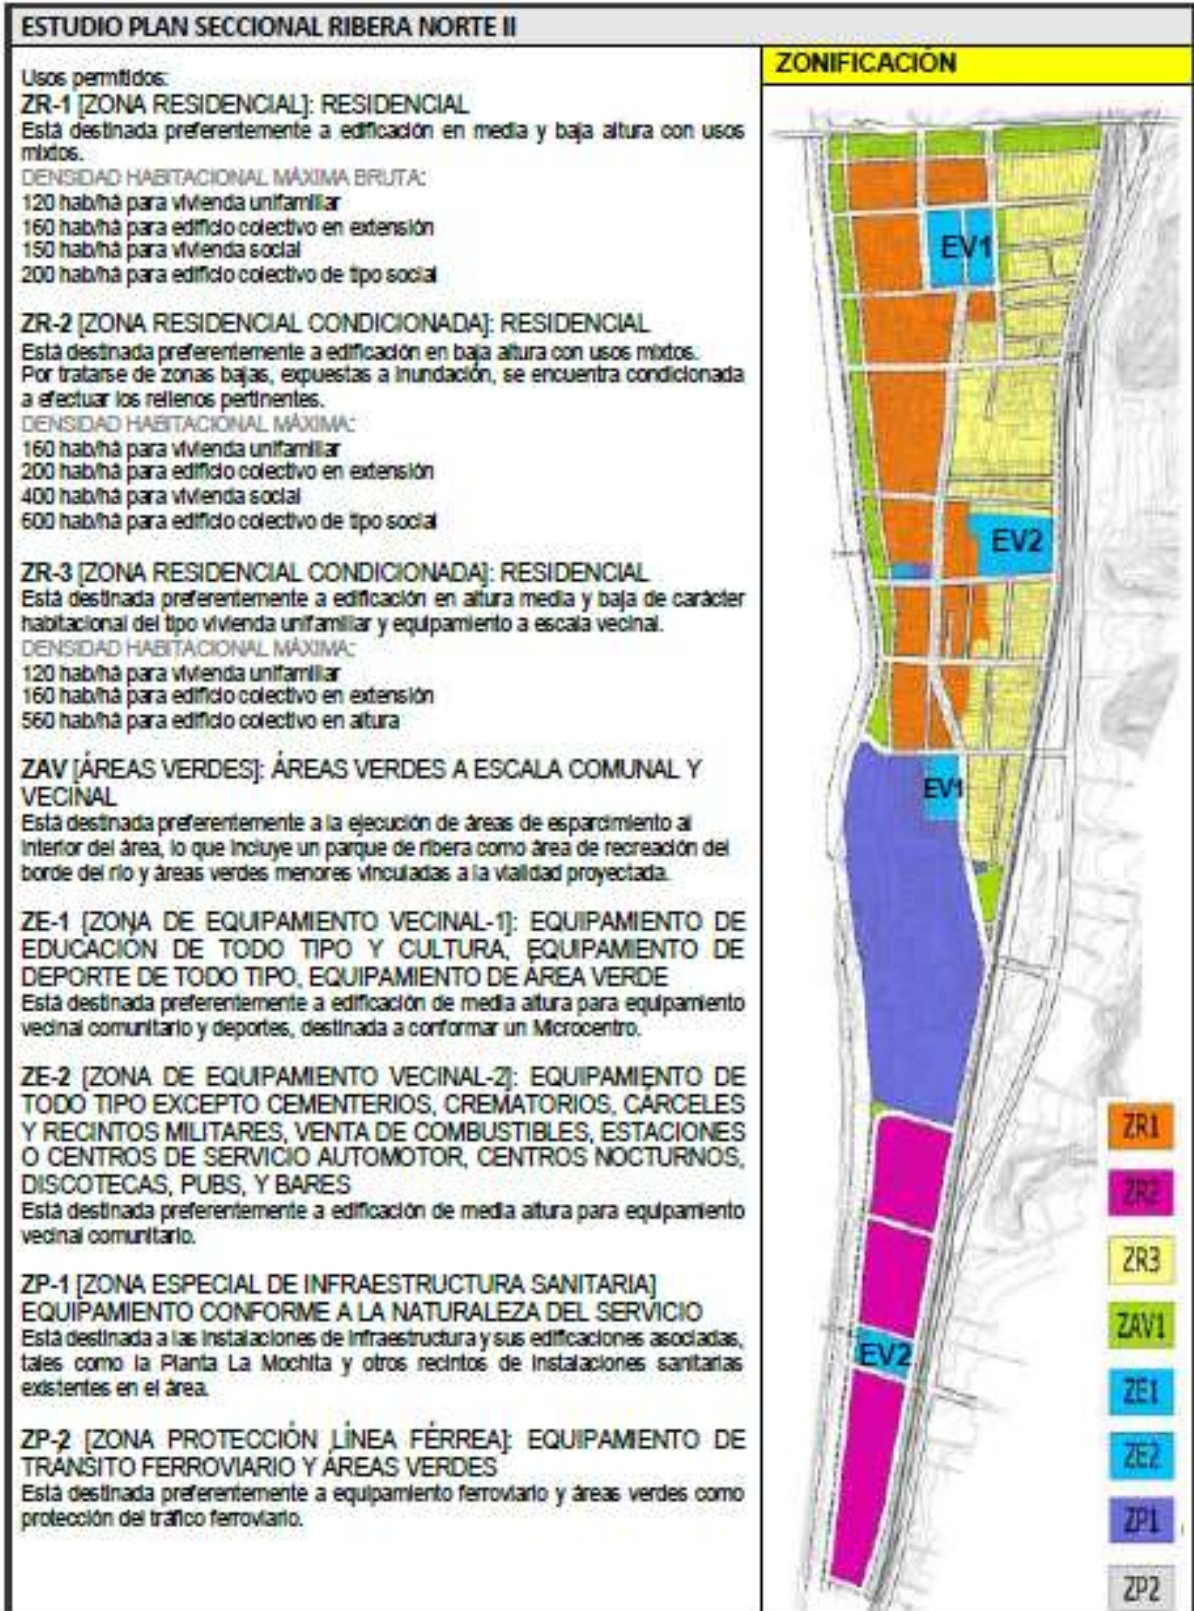 ESTUDIO PLAN SECCIONAL RIBERA NORTE II
Usos permitidos:
ZR-1 [ZONA RESIDENCIAL]: RESIDENCIAL
Está destinada preferentemente a edificación en media y baja altura con usos
mixtos.
DENSIDAD HABITACIONAL MÁXIMA BRUTA:
120 hab/há para vivienda unifamiliar
160 hab/há para edificio colectivo en extensión
150 hab/há para vivienda social
200 hab/há para edificio colectivo de tipo social
ZR-2 [ZONA RESIDENCIAL CONDICIONADA]: RESIDENCIAL
Está destinada preferentemente a edificación en baja altura con usos mixtos.
Por tratarse de zonas bajas, expuestas a inundación, se encuentra condicionada
a efectuar los rellenos pertinentes.
DENSIDAD HABITACIONAL MÁXIMA:
160 hab/há para vivienda unifamiliar
200 hab/há para edificio colectivo en extensión
400 hab/há para vivienda social
600 hab/há para edificio colectivo de tipo social
ZR-3 [ZONA RESIDENCIAL CONDICIONADA]: RESIDENCIAL
Está destinada preferentemente a edificación en altura media y baja de carácter
habitacional del tipo vivienda unifamiliar y equipamiento a escala vecinal.
DENSIDAD HABITACIONAL MÁXIMA:
120 hab/há para vivienda unifamiliar
160 hab/há para edificio colectivo en extensión
560 hab/há para edificio colectivo en altura
ZAV [ÁREAS VERDES]: ÁREAS VERDES A ESCALA COMUNAL Y
VECINAL
Está destinada preferentemente a la ejecución de áreas de esparcimiento al
interior del área, lo que incluye un parque de ribera como área de recreación del
borde del río y áreas verdes menores vinculadas a la vialidad proyectada.
ZE-1 [ZONA DE EQUIPAMIENTO VECINAL-1]: EQUIPAMIENTO DE
EDUCACIÓN DE TODO TIPO Y CULTURA, EQUIPAMIENTO DE
DEPORTE DE TODO TIPO, EQUIPAMIENTO DE ÁREA VERDE
Está destinada preferentemente a edificación de media altura para equipamiento
vecinal comunitario y deportes, destinada a conformar un Microcentro.
ZE-2 [ZONA DE EQUIPAMIENTO VECINAL-2]: EQUIPAMIENTO DE
TODO TIPO EXCEPTO CEMENTERIOS, CREMATORIOS, CÁRCELES
Y RECINTOS MILITARES, VENTA DE COMBUSTIBLES, ESTACIONES
O CENTROS DE SERVICIO AUTOMOTOR, CENTROS NOCTURNOS,
DISCOTECAS, PUBS, Y BARES
Está destinada preferentemente a edificación de media altura para equipamiento
vecinal comunitario.
ZP-1 [ZONA ESPECIAL DE INFRAESTRUCTURA SANITARIA]
EQUIPAMIENTO CONFORME A LA NATURALEZA DEL SERVICIO
Está destinada a las instalaciones de infraestructura y sus edificaciones asociadas,
tales como la Planta La Mochita y otros recintos de instalaciones sanitarias
existentes en el área.
ZP-2 [ZONA PROTECCIÓN LÍNEA FÉRREA]: EQUIPAMIENTO DE
TRÁNSITO FERROVIARIO Y ÁREAS VERDES
Está destinada preferentemente a equipamiento ferroviario y áreas verdes como
protección del tráfico ferroviario.
ZONIFICACIÓN
EV1
EV2
EV1
EV2
ZR1
ZR2
ZR3
ZAV1
ZE1
ZE2
ZP1
ZP2